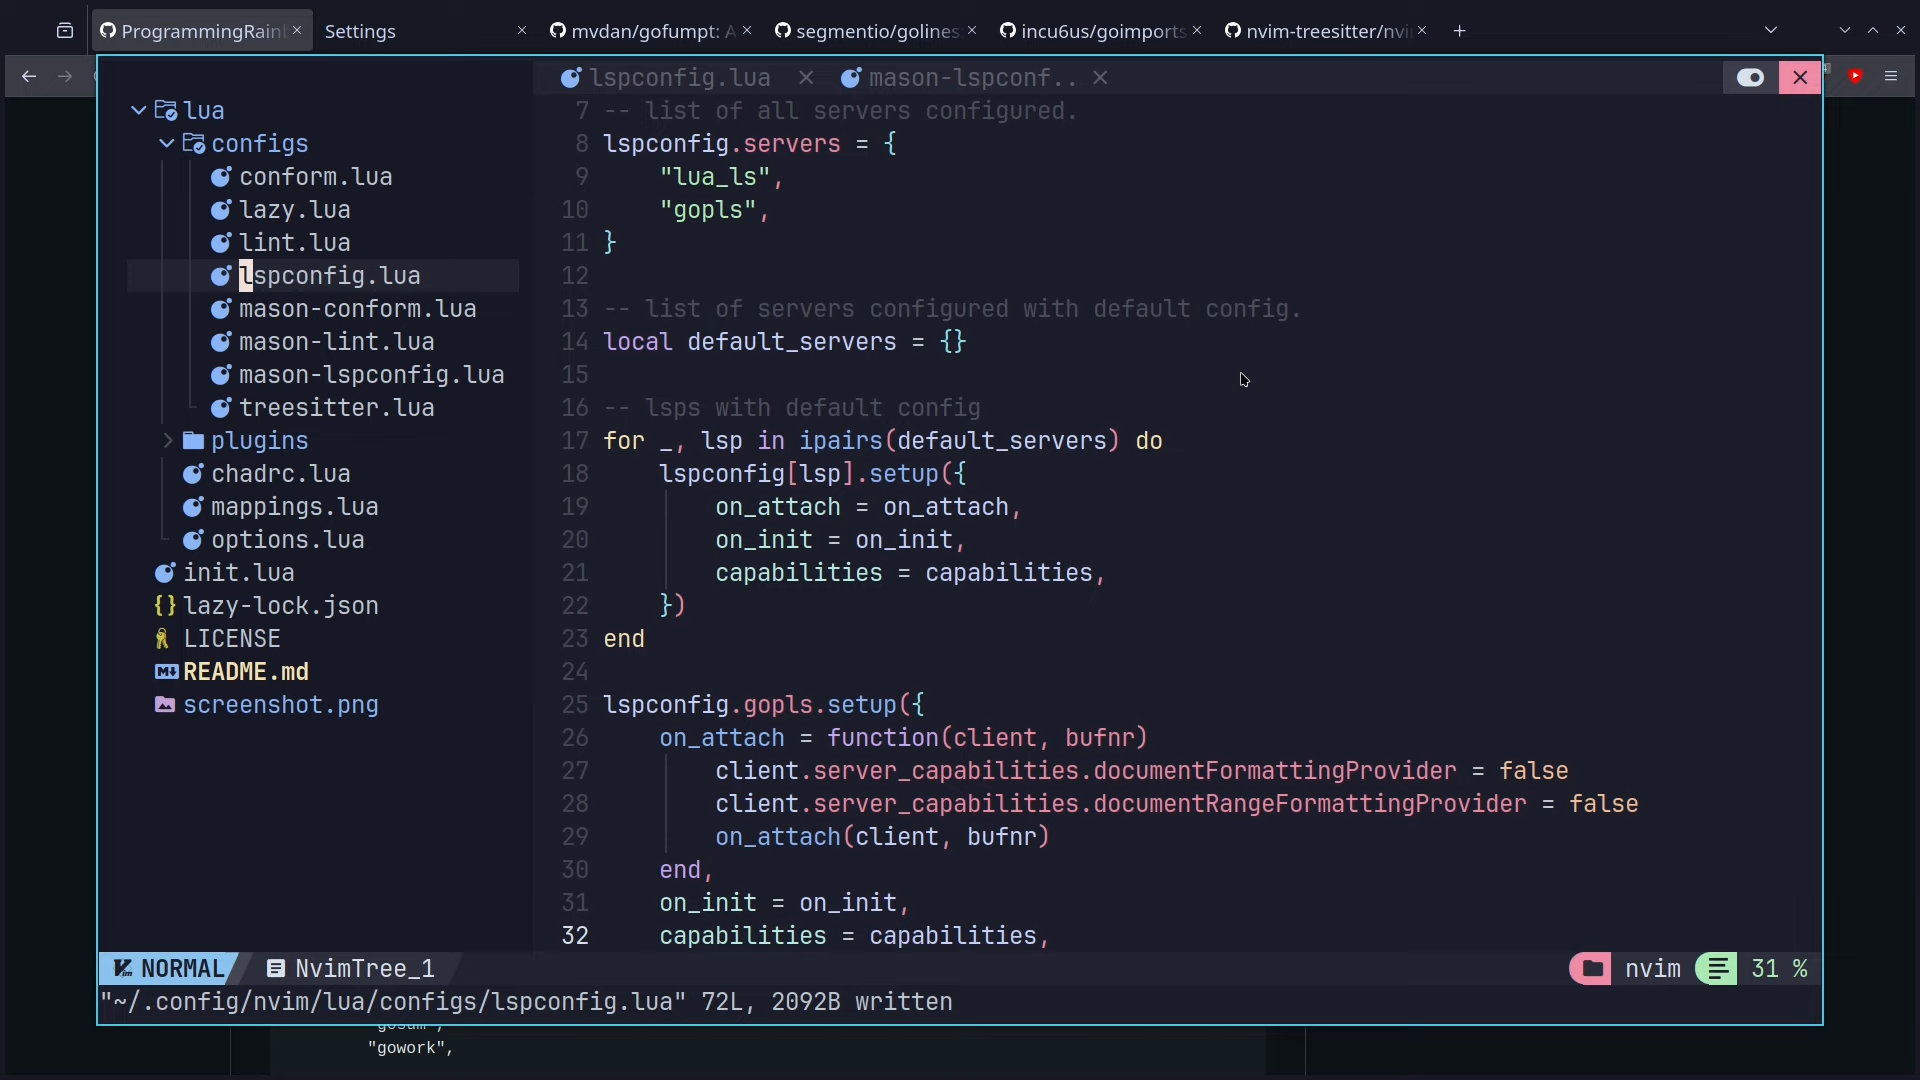 ProgrammingRain
Settings
mvdan/gofumpt: A
segmentio/golines
incu6us/goimports
nvim-treesitter/nvi
lspconfig.lua
mason-lspconf..
lua
configs
conform.lua
lazy.lua
lint.lua
lspconfig.lua
mason-conform.lua
mason-lint.lua
mason-lspconfig.lua
treesitter.lua
plugins
chadrc.lua
mappings.lua
options.lua
init.lua
lazy-lock.json
LICENSE
README.md
screenshot.png
7 -- list of all servers configured.
8 lspconfig.servers = {
9 "lua_ls",
10 "gopls",
11 }
12
13 -- list of servers configured with default config.
14 local default_servers = {}
15
16 -- lsps with default config
17 for _, lsp in ipairs(default_servers) do
18 lspconfig[lsp].setup({
19 on_attach = on_attach,
20 on_init = on_init,
21 capabilities = capabilities,
22 })
23 end
24
25 lspconfig.gopls.setup({
26 on_attach = function(client, bufnr)
27 client.server_capabilities.documentFormattingProvider = false
28 client.server_capabilities.documentRangeFormattingProvider = false
29 on_attach(client, bufnr)
30 end,
31 on_init = on_init,
32 capabilities = capabilities,
NORMAL NvimTree_1 nvim 31 %
"~/.config/nvim/lua/configs/lspconfig.lua" 72L, 2092B written
"gowork",